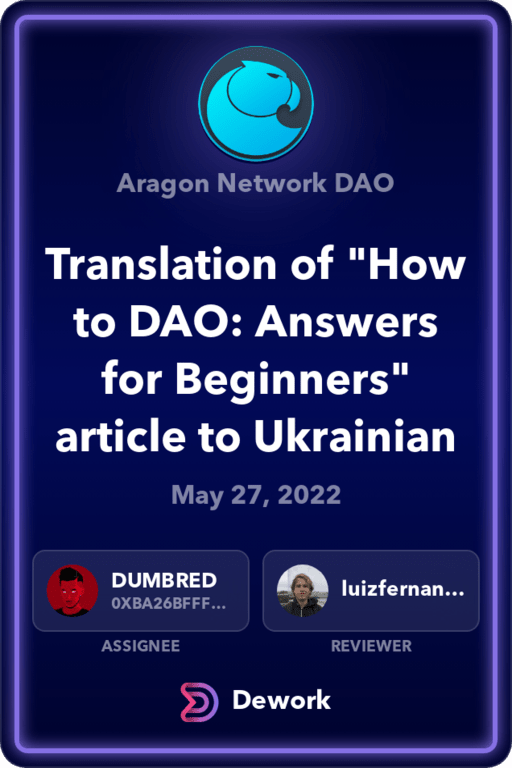 Aragon Network DAO
Translation of "How
to DAO: Answers
for Beginners"
article to Ukrainian
May 27, 2022
DUMBRED
0XBA26BFFF...
ASSIGNEE
luizfernan...
REVIEWER
Dework